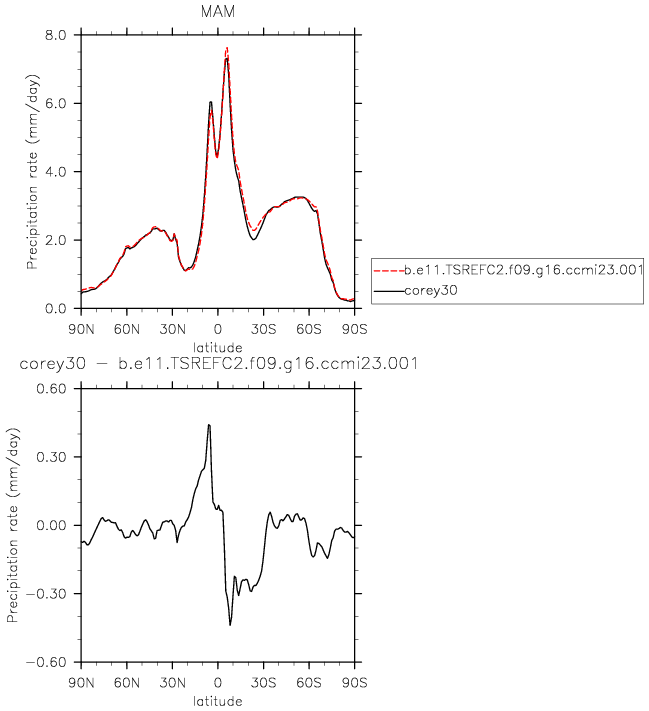 MAM
8.0
6.0
4.0
2.0
0.0
Precipitation rate (mm/day)
90N 60N 30N 0 30S 60S 90S
latitude
b.e11.TSREFC2.f09.g16.ccmi23.001
corey30
corey30 − b.e11.TSREFC2.f09.g16.ccmi23.001
0.60
0.30
0.00
−0.30
−0.60
Precipitation rate (mm/day)
90N 60N 30N 0 30S 60S 90S
latitude